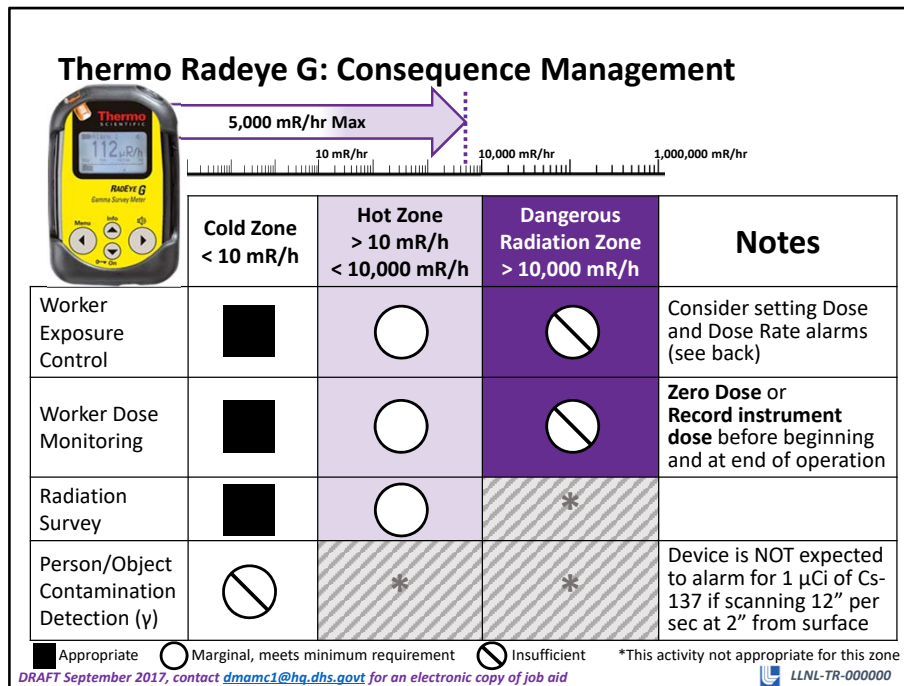 Thermo Radeye G: Consequence Management
5,000 mR/hr Max
10 mR/hr
10,000 mR/hr
1,000,000 mR/hr
Thermo
SCIENTIFIC
112 µR/h
RADEYE G
Gamma Survey Meter
Menu
Info
On
Cold Zone
< 10 mR/h
Hot Zone
> 10 mR/h
< 10,000 mR/h
Dangerous
Radiation Zone
> 10,000 mR/h
Notes
Worker
Exposure
Control
Consider setting Dose
and Dose Rate alarms
(see back)
Worker Dose
Monitoring
Zero Dose or
Record instrument
dose before beginning
and at end of operation
Radiation
Survey
*
Person/Object
Contamination
Detection (γ)
*
*
Device is NOT expected
to alarm for 1 µCi of Cs-
137 if scanning 12” per
sec at 2” from surface
Appropriate
Marginal, meets minimum requirement
Insufficient
*This activity not appropriate for this zone
DRAFT September 2017, contact dmamc1@hq.dhs.govt for an electronic copy of job aid
LLNL-TR-000000